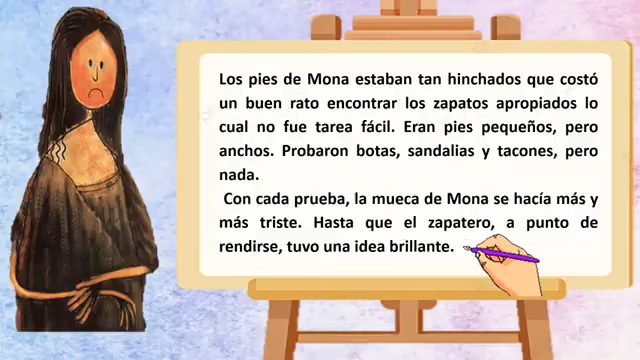 Los pies de Mona estaban tan hinchados que costó
un buen rato encontrar los zapatos apropiados lo
cual no fue tarea fácil. Eran pies pequeños, pero
anchos. Probaron botas, sandalias y tacones, pero
nada.
Con cada prueba, la mueca de Mona se hacía más y
más triste. Hasta que el zapatero, a punto de
rendirse, tuvo una idea brillante.